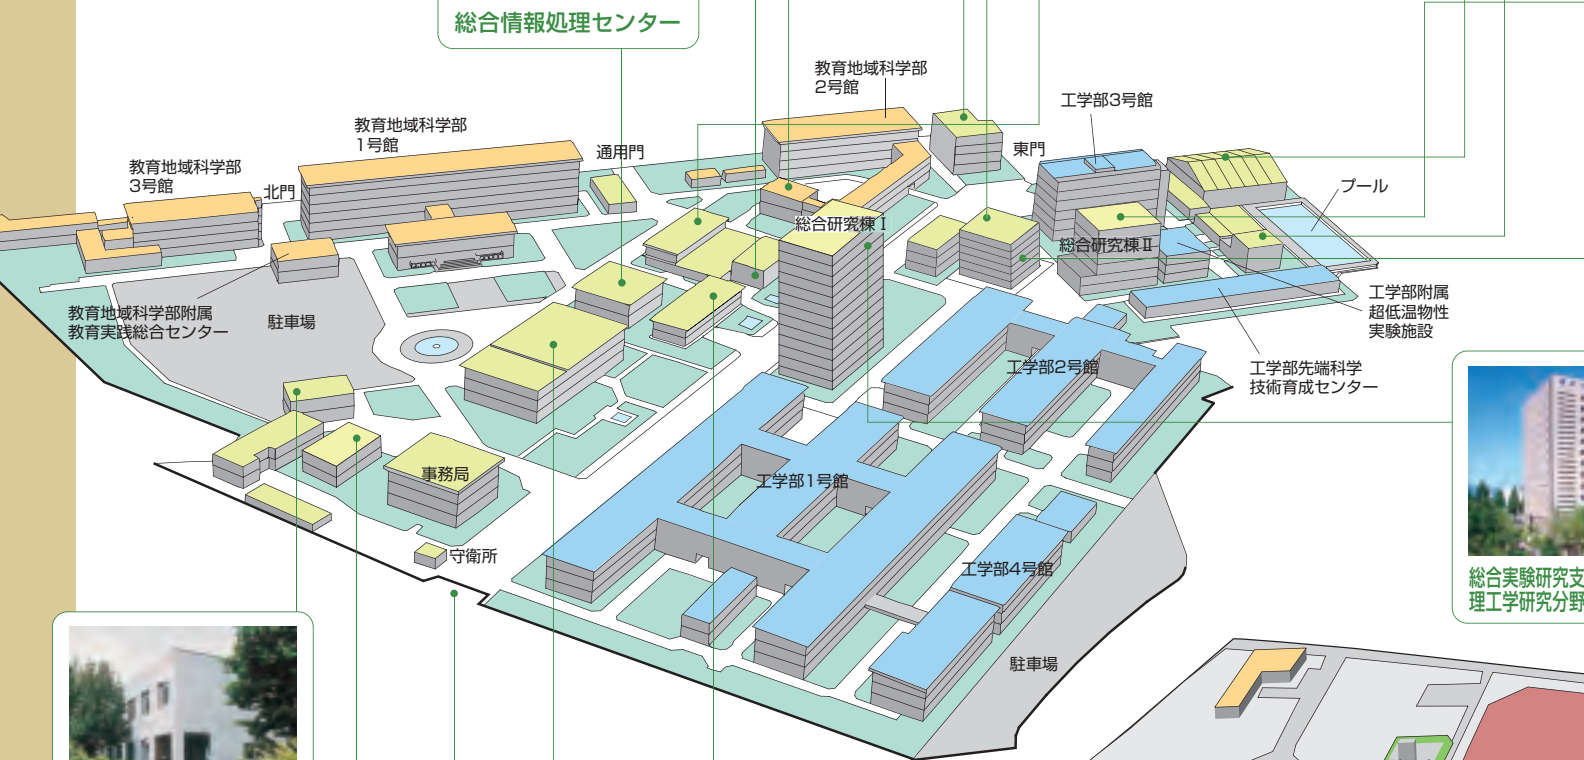 総合情報処理センター
教育地域科学部
2号館
工学部3号館
教育地域科学部
1号館
通用門
東門
教育地域科学部
3号館
北門
プール
総合研究棟Ⅰ
総合研究棟Ⅱ
教育地域科学部附属
教育実践総合センター
駐車場
工学部附属
超低温物性
実験施設
工学部2号館
工学部先端科学
技術育成センター
事務局
工学部1号館
守衛所
工学部4号館
総合実験研究支
理工学研究分野
駐車場